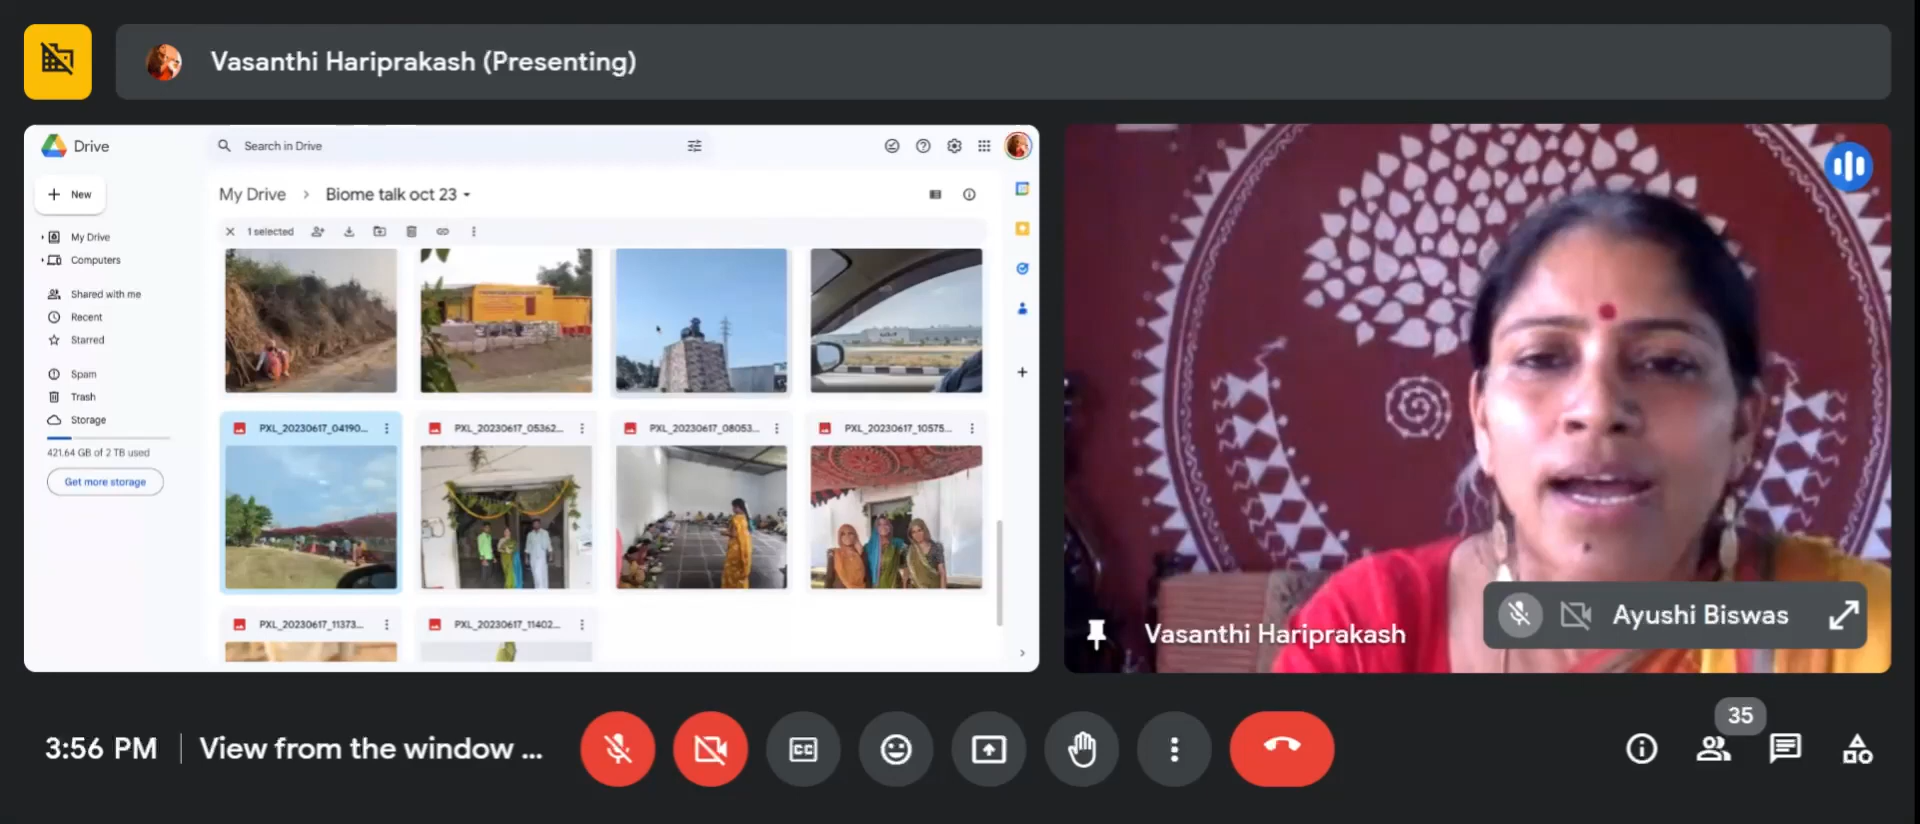 Vasanthi Hariprakash (Presenting)
Drive
Search in Drive
New
My Drive
Computers
Shared with me
Recent
Starred
Spam
Trash
Storage
421.64 GB of 2 TB used
Get more storage
My Drive > Biome talk oct 23
1 selected
PXL_20230617_04190...
PXL_20230617_05362...
PXL_20230617_08053...
PXL_20230617_10575...
PXL_20230617_11373...
PXL_20230617_11402...
Vasanthi Hariprakash
Ayushi Biswas
3:56 PM | View from the window ...
CC
35